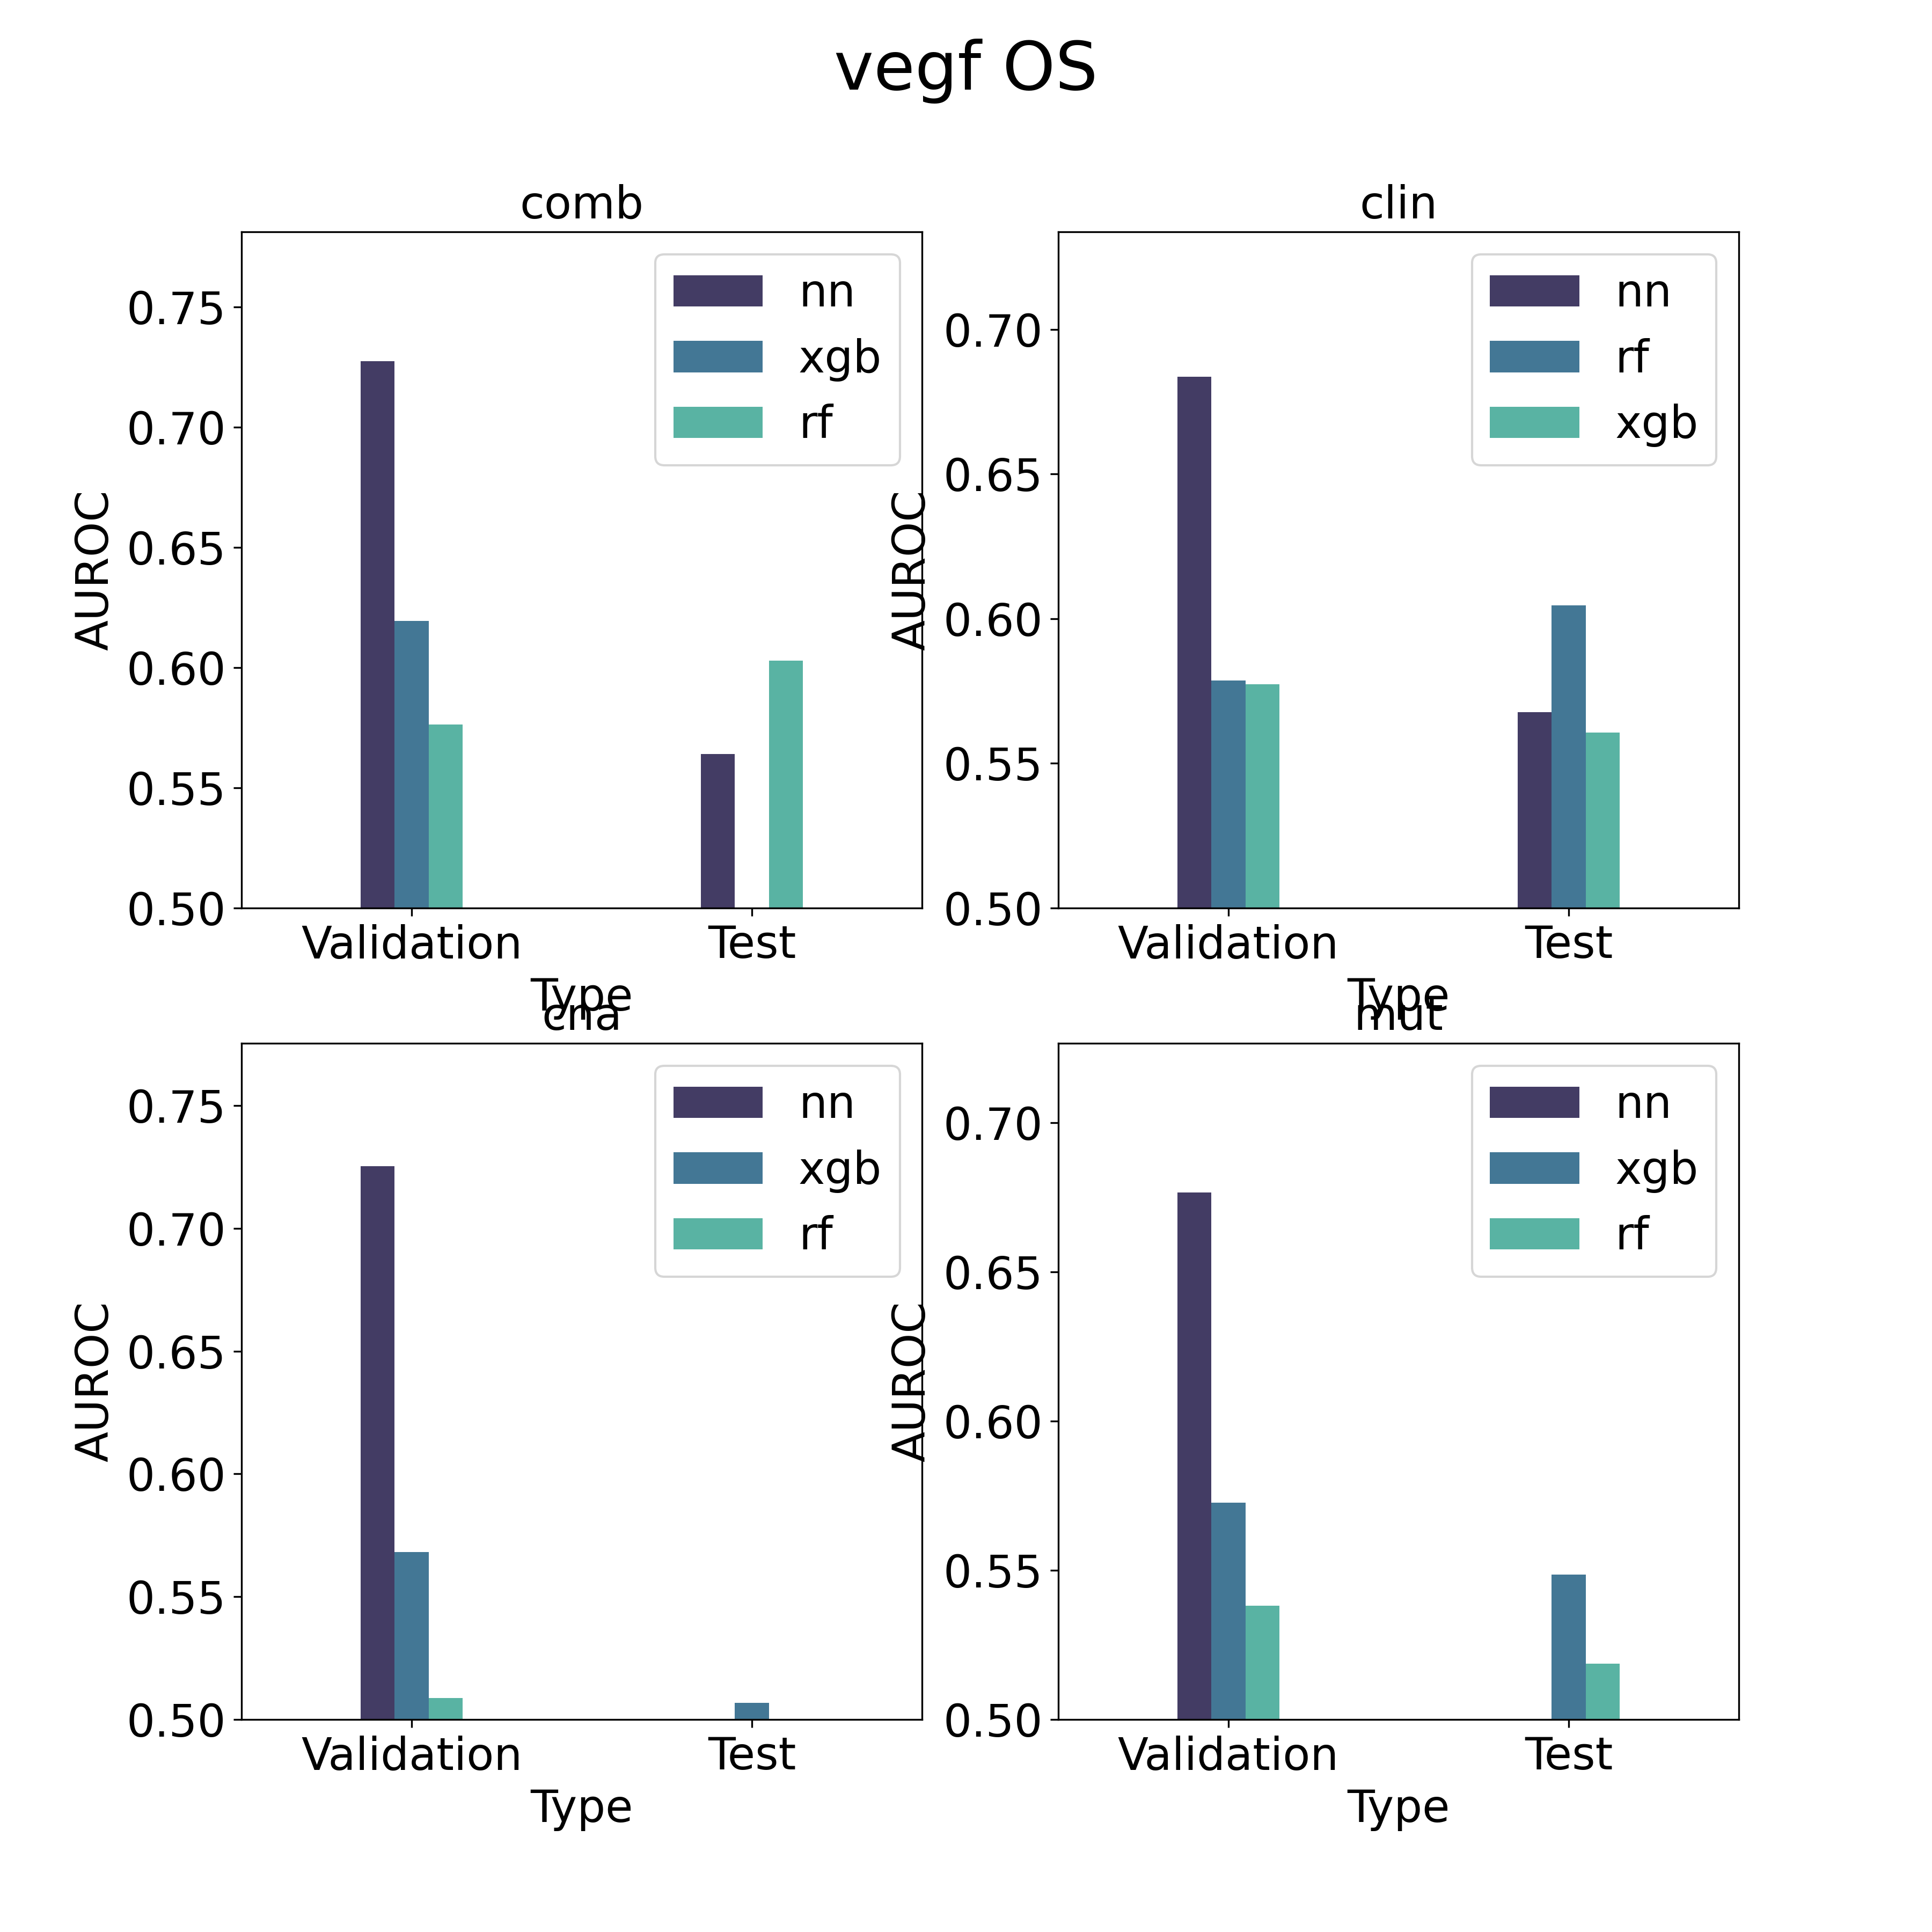 vegf OS
comb
0.75
0.70
0.65
0.60
0.55
0.50
AUROC
nn
xgb
rf
Validation
Test
Type
clin
0.70
0.65
0.60
0.55
0.50
AUROC
nn
rf
xgb
Validation
Test
Type
cna
0.75
0.70
0.65
0.60
0.55
0.50
AUROC
nn
xgb
rf
Validation
Test
Type
mut
0.70
0.65
0.60
0.55
0.50
AUROC
nn
xgb
rf
Validation
Test
Type